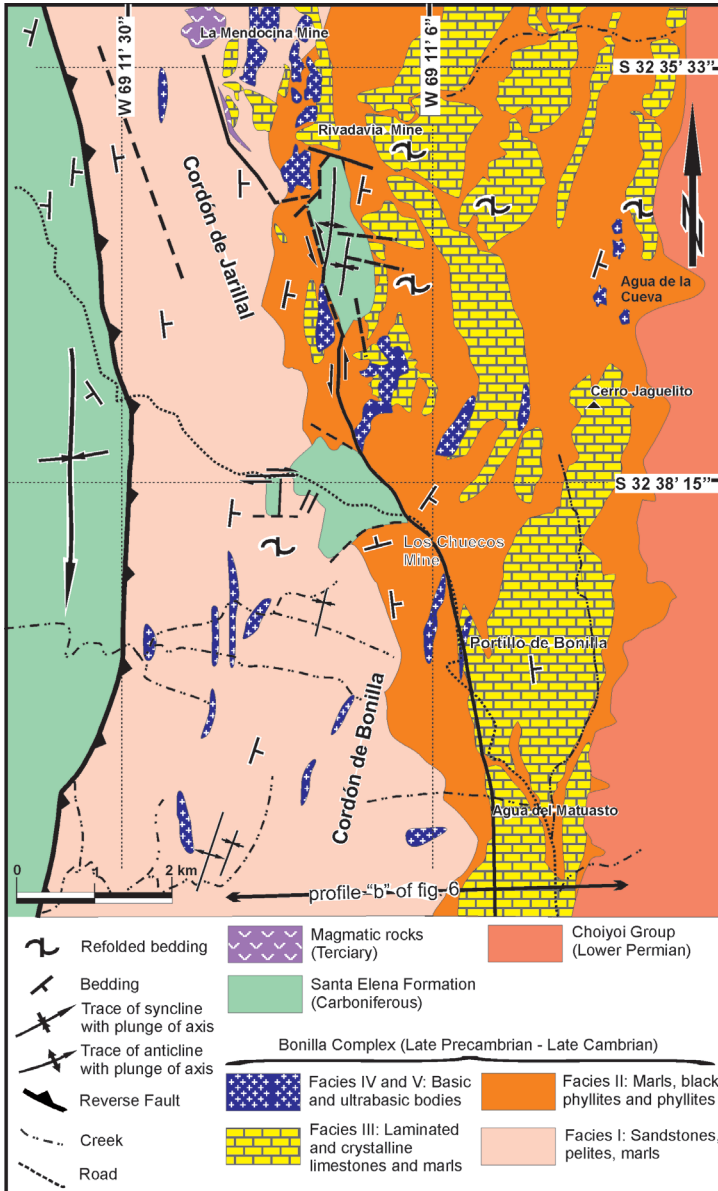 La Mendocina Mine
W 69 11' 30"
W 69 11' 6"
S 32 35' 33"
Rivadavia Mine
Cordón de Jarillal
N
Agua de la
Cueva
Cerro Jaguelito
S 32 38' 15"
Los Chuecos
Mine
Portillo de Bonilla
Cordón de Bonilla
Agua del Matuasto
0 2 km
profile "b" of fig. 6
Refolded bedding
Bedding
Trace of syncline
with plunge of axis
Trace of anticline
with plunge of axis
Reverse Fault
Creek
Road
Magmatic rocks
(Terciary)
Choiyoi Group
(Lower Permian)
Santa Elena Formation
(Carboniferous)
Bonilla Complex (Late Precambrian - Late Cambrian)
Facies IV and V: Basic
and ultrabasic bodies
Facies II: Marls, black
phyllites and phyllites
Facies III: Laminated
and crystalline
limestones and marls
Facies I: Sandstones,
pelites, marls